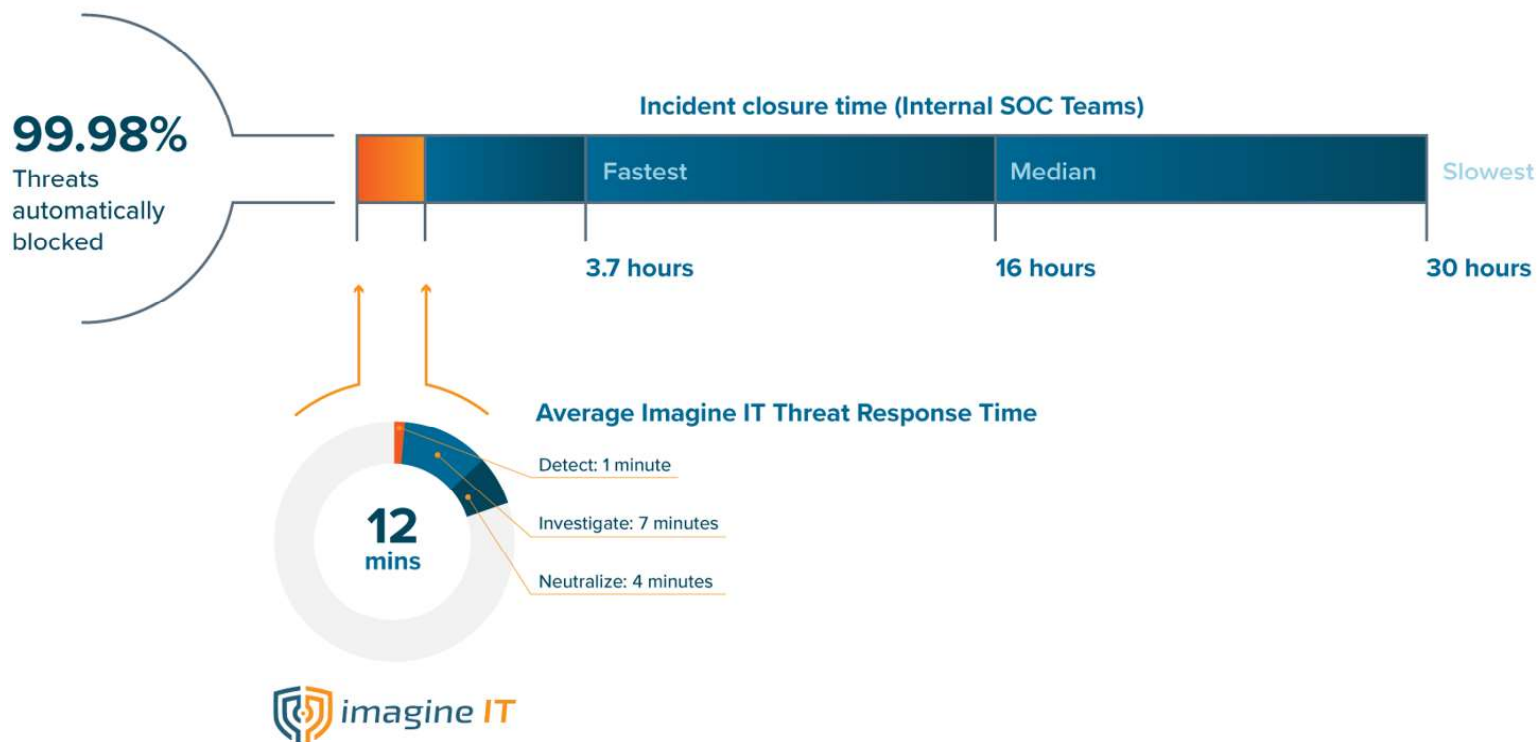 99.98%
Threats
automatically
blocked
Incident closure time (Internal SOC Teams)
Fastest
Median
Slowest
3.7 hours
16 hours
30 hours
Average Imagine IT Threat Response Time
Detect: 1 minute
Investigate: 7 minutes
Neutralize: 4 minutes
12
mins
imagine IT